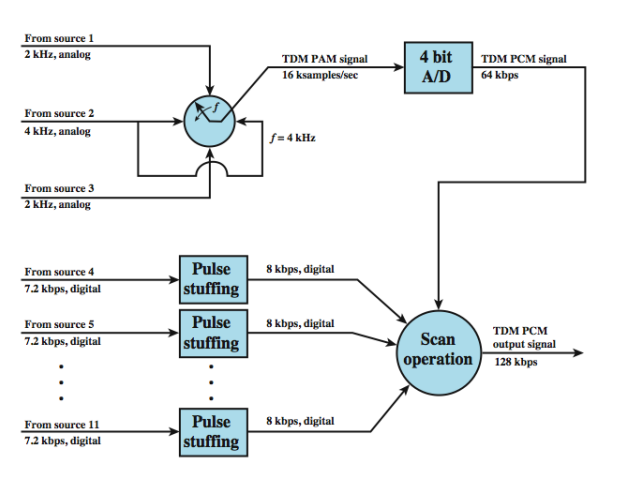 From source 1
2 kHz, analog
TDM PAM signal
16 ksamples/sec
4 bit
A/D
TDM PCM signal
64 kbps
From source 2
4 kHz, analog
f
f = 4 kHz
From source 3
2 kHz, analog
From source 4
7.2 kbps, digital
Pulse
stuffing
8 kbps, digital
From source 5
7.2 kbps, digital
Pulse
stuffing
8 kbps, digital
Scan
operation
TDM PCM
output signal
128 kbps
From source 11
7.2 kbps, digital
Pulse
stuffing
8 kbps, digital